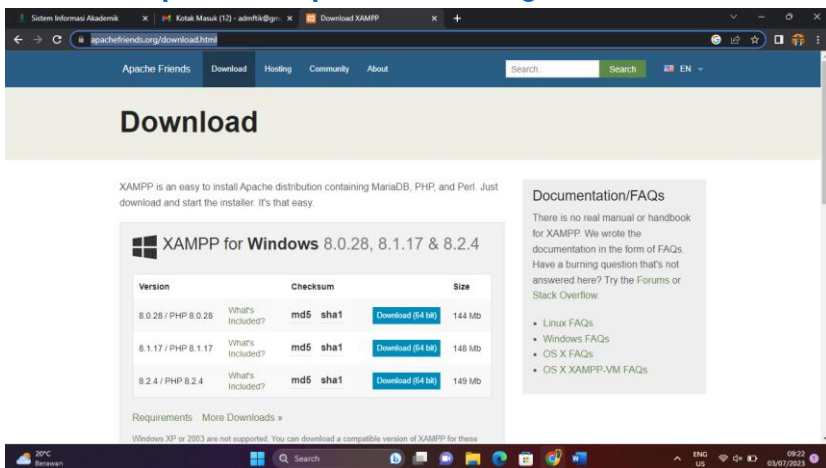 Sistem Informasi Akademik
Kotak Masuk (12) - admftik@gm
Download XAMPP
apachefriends.org/download.html
Apache Friends Download Hosting Community About Search... Search EN
Download
XAMPP is an easy to install Apache distribution containing MariaDB, PHP, and Perl. Just
download and start the installer. It's that easy.
XAMPP for Windows 8.0.28, 8.1.17 & 8.2.4
Version Checksum Size
8.0.28 / PHP 8.0.28 What's Included? md5 sha1 Download (64 bit) 144 Mb
8.1.17 / PHP 8.1.17 What's Included? md5 sha1 Download (64 bit) 148 Mb
8.2.4 / PHP 8.2.4 What's Included? md5 sha1 Download (64 bit) 149 Mb
Requirements More Downloads »
Windows XP or 2003 are not supported. You can download a compatible version of XAMPP for these
Documentation/FAQs
There is no real manual or handbook
for XAMPP. We wrote the
documentation in the form of FAQs.
Have a burning question that's not
answered here? Try the Forums or
Stack Overflow.
• Linux FAQs
• Windows FAQs
• OS X FAQs
• OS X XAMPP-VM FAQs
20°C
Berawan
Search
ENG
US
09:22
03/07/2023